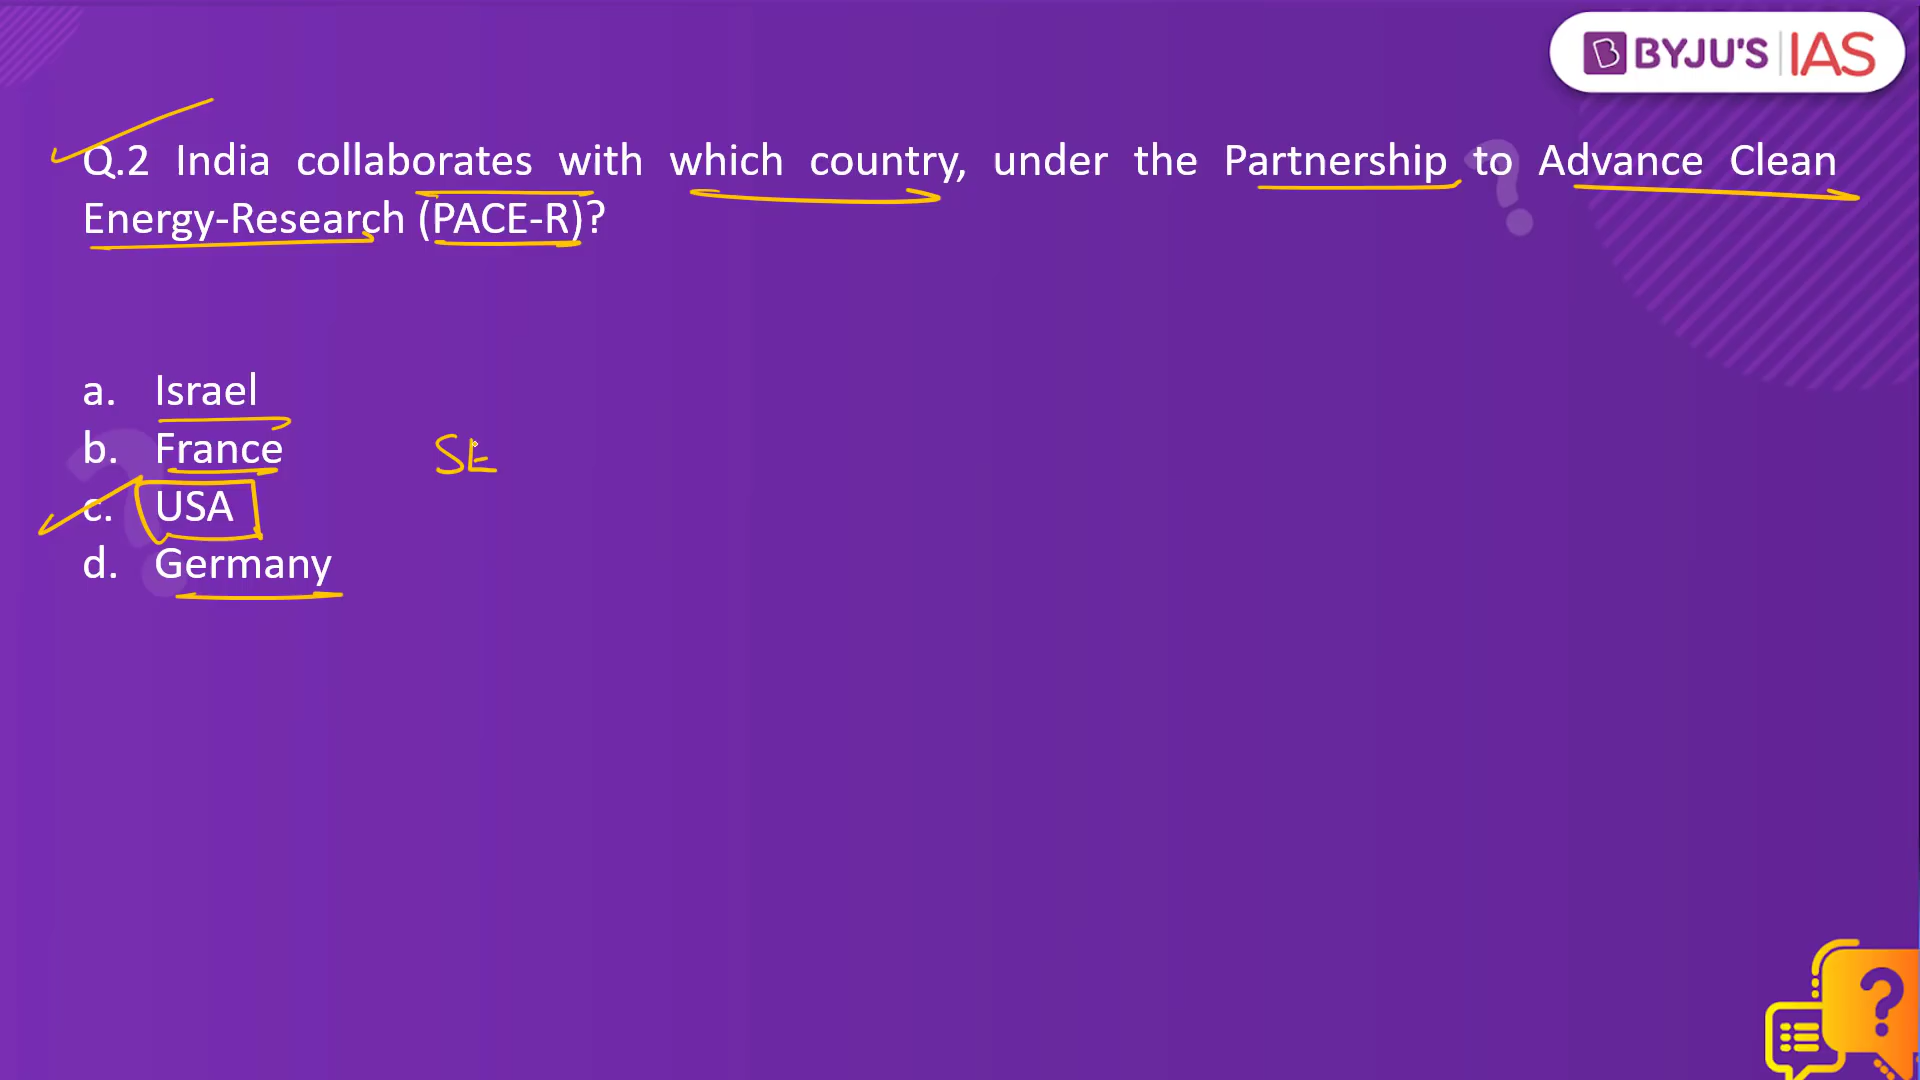 BYJU'S IAS
Q.2 India collaborates with which country, under the Partnership to Advance Clean
Energy-Research (PACE-R)?
a. Israel
b. France
SE
c. USA
d. Germany